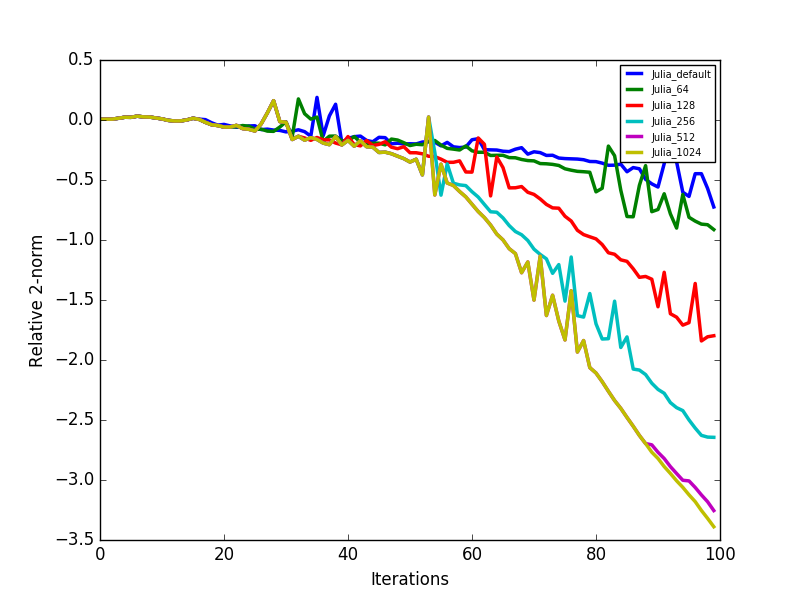 0.5
0.0
−0.5
−1.0
−1.5
−2.0
−2.5
−3.0
−3.5
0
20
40
60
80
100
Relative 2-norm
Iterations
Julia_default
Julia_64
Julia_128
Julia_256
Julia_512
Julia_1024